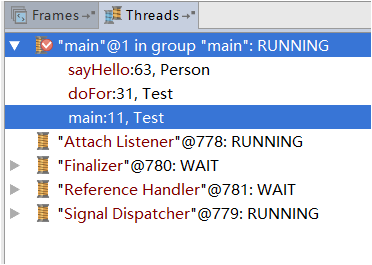 Frames Threads
"main"@1 in group "main": RUNNING
sayHello:63, Person
doFor:31, Test
main:11, Test
"Attach Listener"@778: RUNNING
"Finalizer"@780: WAIT
"Reference Handler"@781: WAIT
"Signal Dispatcher"@779: RUNNING